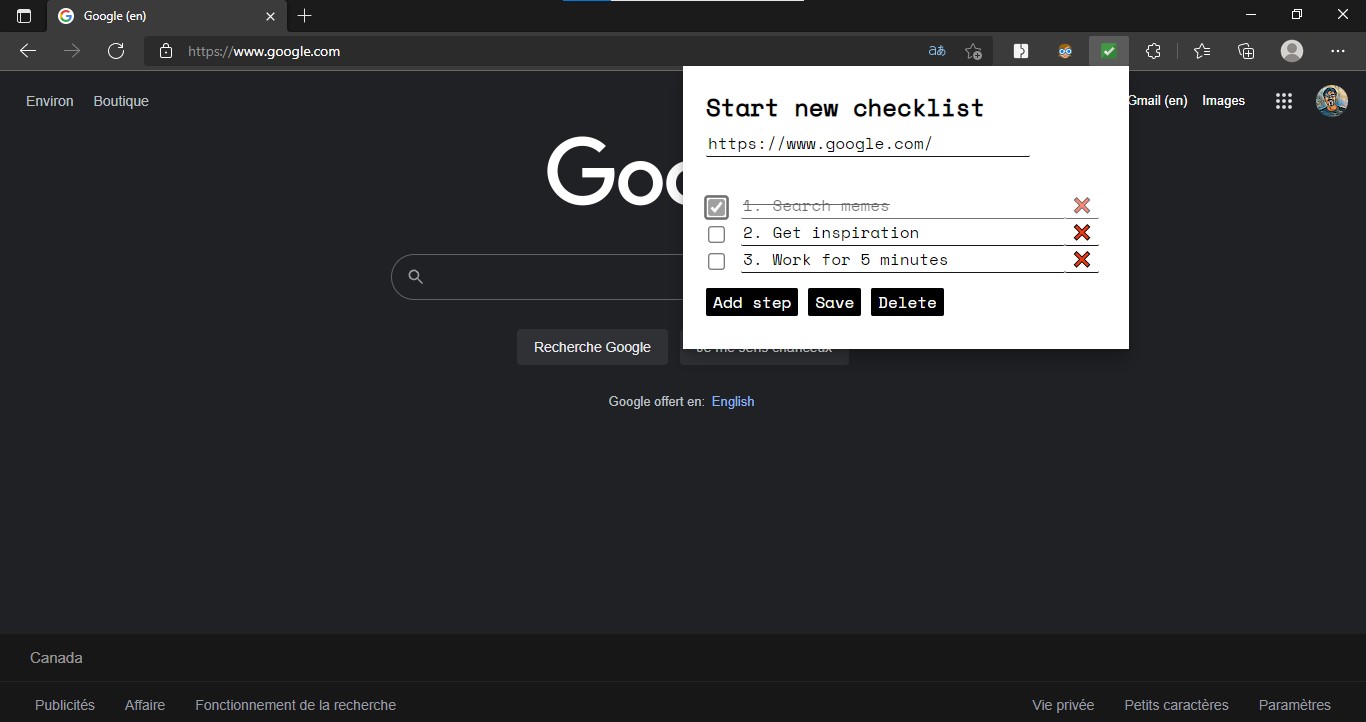 Google (en)
https://www.google.com
aあ
Environ Boutique
Gmail (en) Images
Start new checklist
https://www.google.com/
1. Search memes
2. Get inspiration
3. Work for 5 minutes
Add step Save Delete
Recherche Google
Google offert en: English
Canada
Publicités Affaire Fonctionnement de la recherche
Vie privée Petits caractères Paramètres